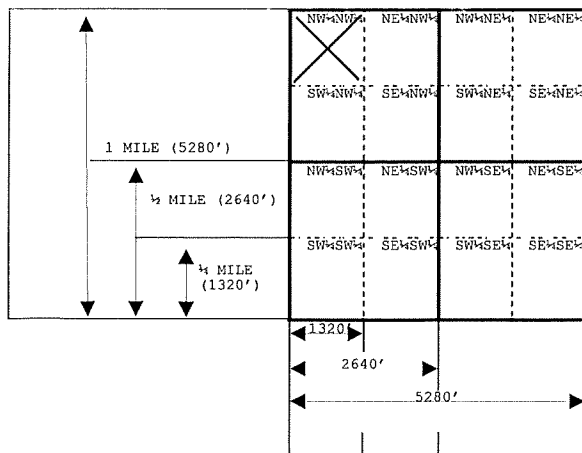 NW¼NW¼ NE¼NW¼ NW¼NE¼ NE¼NE¼
SW¼NW¼ SE¼NW¼ SW¼NE¼ SE¼NE¼
1 MILE (5280')
NW¼SW¼ NE¼SW¼ NW¼SE¼ NE¼SE¼
½ MILE (2640')
SW¼SW¼ SE¼SW¼ SW¼SE¼ SE¼SE¼
¼ MILE
(1320')
1320'
2640'
5280'